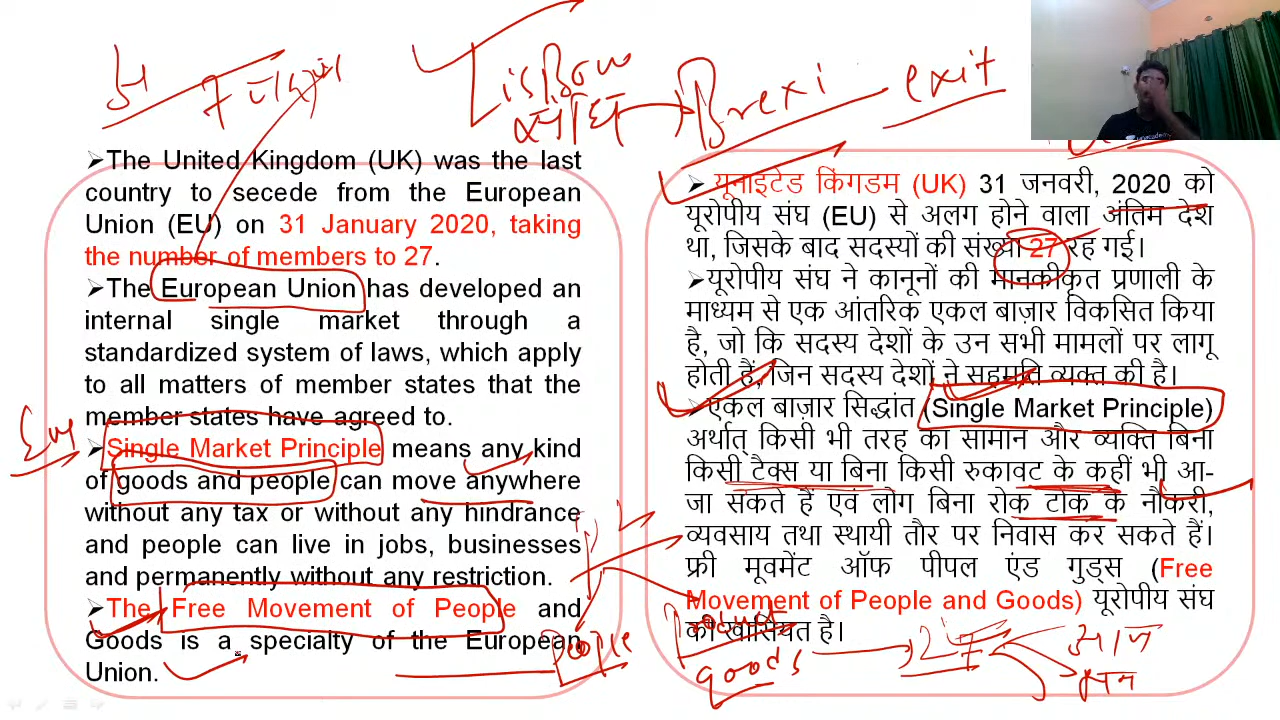 Brexi exit
➢The United Kingdom (UK) was the last
country to secede from the European
Union (EU) on 31 January 2020, taking
the number of members to 27.
➢The European Union has developed an
internal single market through a
standardized system of laws, which apply
to all matters of member states that the
member states have agreed to.
➢Single Market Principle means any kind
of goods and people can move anywhere
without any tax or without any hindrance
and people can live in jobs, businesses
and permanently without any restriction.
➢The Free Movement of People and
Goods is a specialty of the European
Union.
➢ यूनाइटेड किंगडम (UK) 31 जनवरी, 2020 को
यूरोपीय संघ (EU) से अलग होने वाला अंतिम देश
था, जिसके बाद सदस्यों की संख्या 27 रह गई।
➢यूरोपीय संघ ने कानूनों की मानकीकृत प्रणाली के
माध्यम से एक आंतरिक एकल बाज़ार विकसित किया
है, जो कि सदस्य देशों के उन सभी मामलों पर लागू
होती हैं, जिन सदस्य देशों ने सहमति व्यक्त की है।
➢एकल बाज़ार सिद्धांत (Single Market Principle)
अर्थात् किसी भी तरह का सामान और व्यक्ति बिना
किसी टैक्स या बिना किसी रुकावट के कहीं भी आ-
जा सकते हैं एवं लोग बिना रोक टोक के नौकरी,
व्यवसाय तथा स्थायी तौर पर निवास कर सकते हैं।
फ्री मूवमेंट ऑफ पीपल एंड गुड्स (Free
Movement of People and Goods) यूरोपीय संघ
की खासियत है।
People
goods